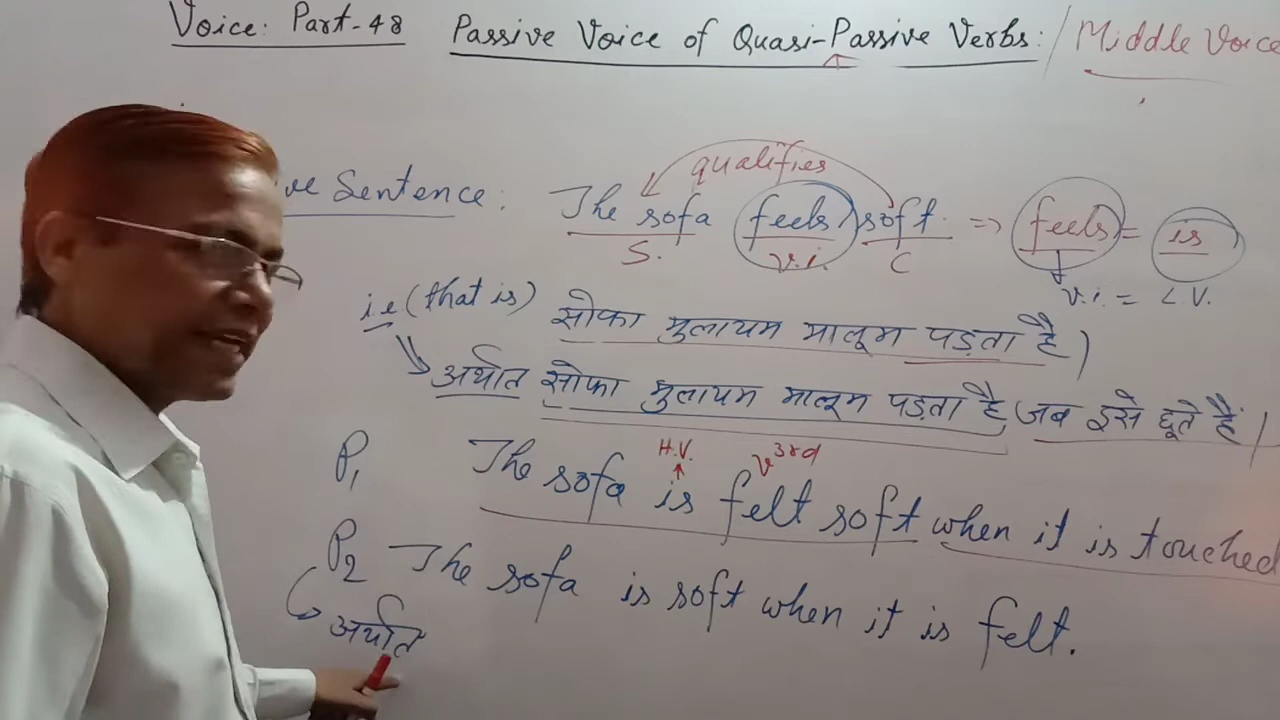 Voice: Part-48 Passive Voice of Quasi-Passive Verbs: / Middle Voice
qualifies
ive Sentence: The sofa feels soft. => feels = is
S. v.i. C
v.i. = L.V.
i.e (that is) सोफा मुलायम मालूम पड़ता है)
अर्थात सोफा मुलायम मालूम पड़ता है (जब इसे छूते हैं)
H.V. v3rd
P1 The sofa is felt soft when it is touched
P2 The sofa is soft when it is felt.
अर्थात